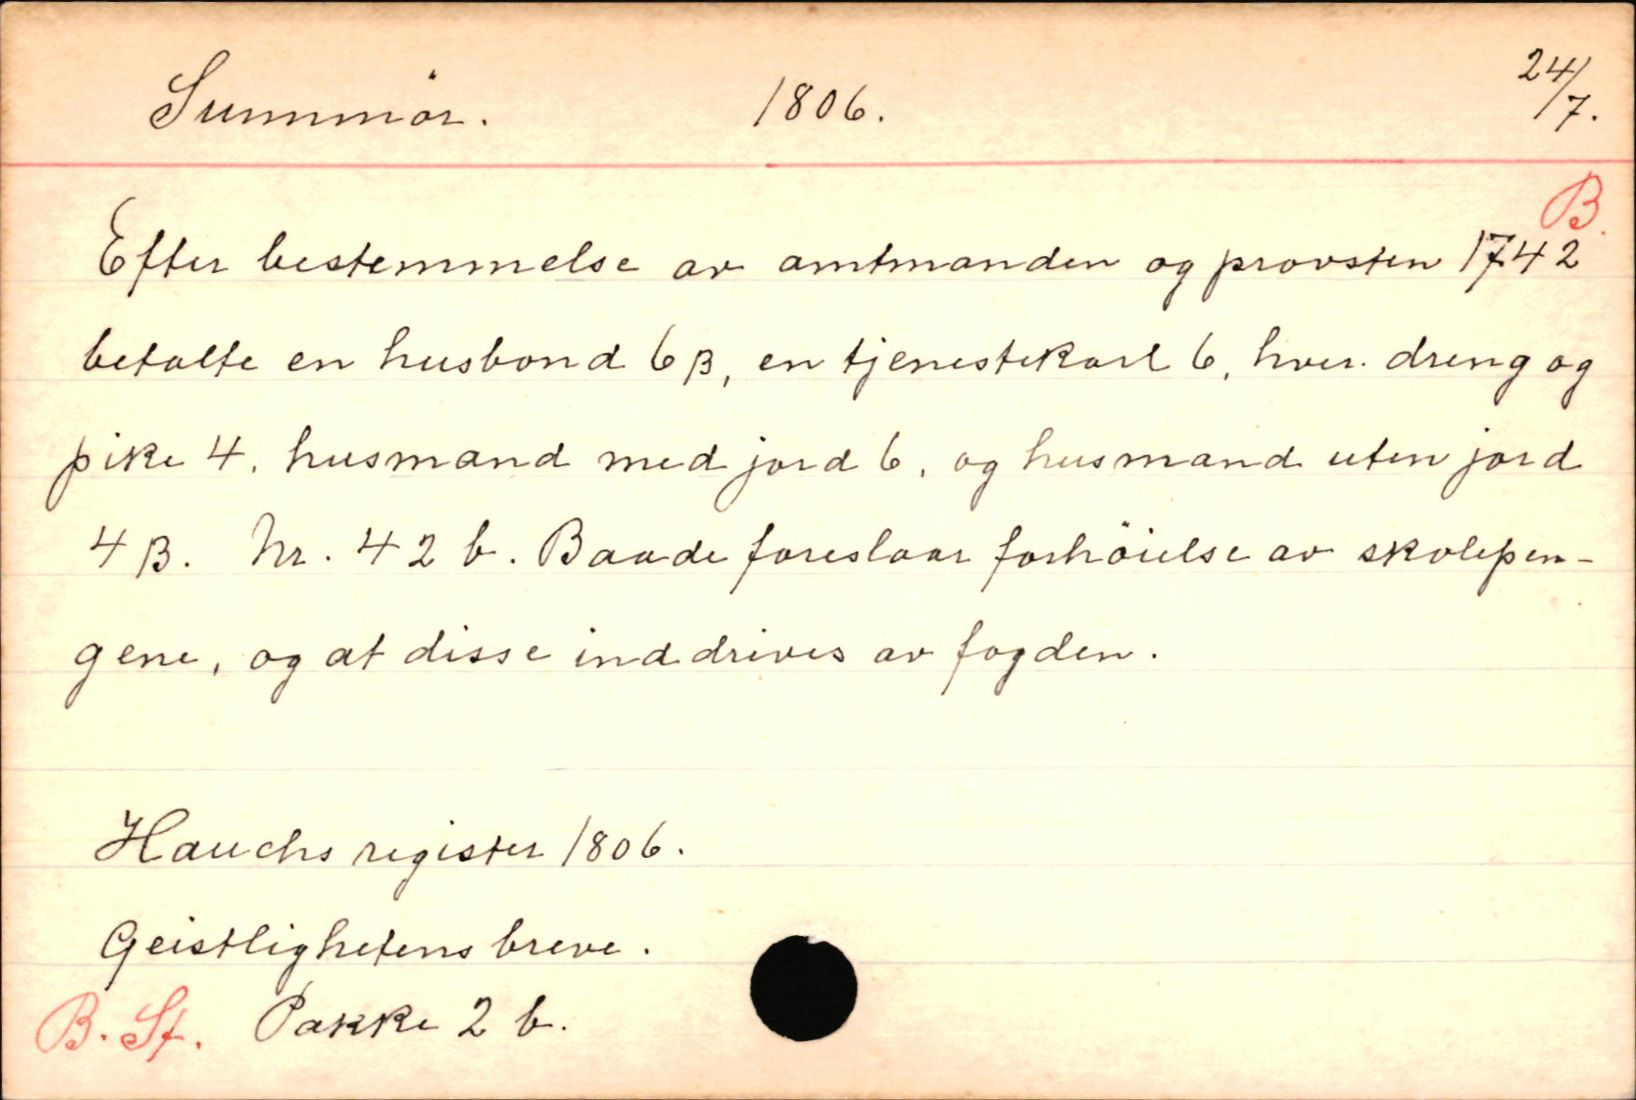 Sunnmör. 1806. 24/7.
B.
Efter bestemmelse av amtmanden og provsten 1742
betalte en husbond 6 β, en tjenestekarl 6, hver dreng og
pike 4, husmand med jord 6, og husmand uten jord
4 β. Nr. 42 b. Baade foreslaar forhöielse av skolepen-
gene, og at disse inddrives av fogden.
Hauchs register 1806.
Geistlighetens breve.
B. St. Pakke 2 b.